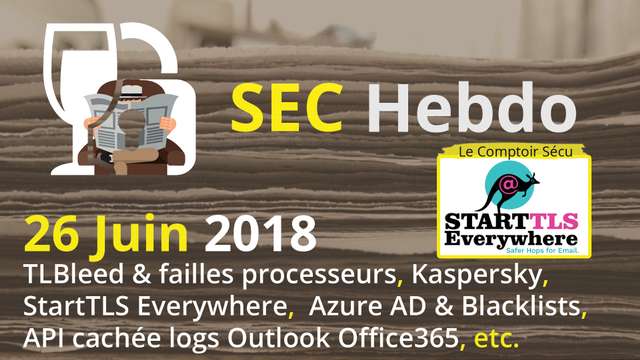 SEC Hebdo
Le Comptoir Sécu
@
STARTTLS
Everywhere
Safer Hops for Email.
26 Juin 2018
TLBleed & failles processeurs, Kaspersky,
StartTLS Everywhere, Azure AD & Blacklists,
API cachée logs Outlook Office365, etc.